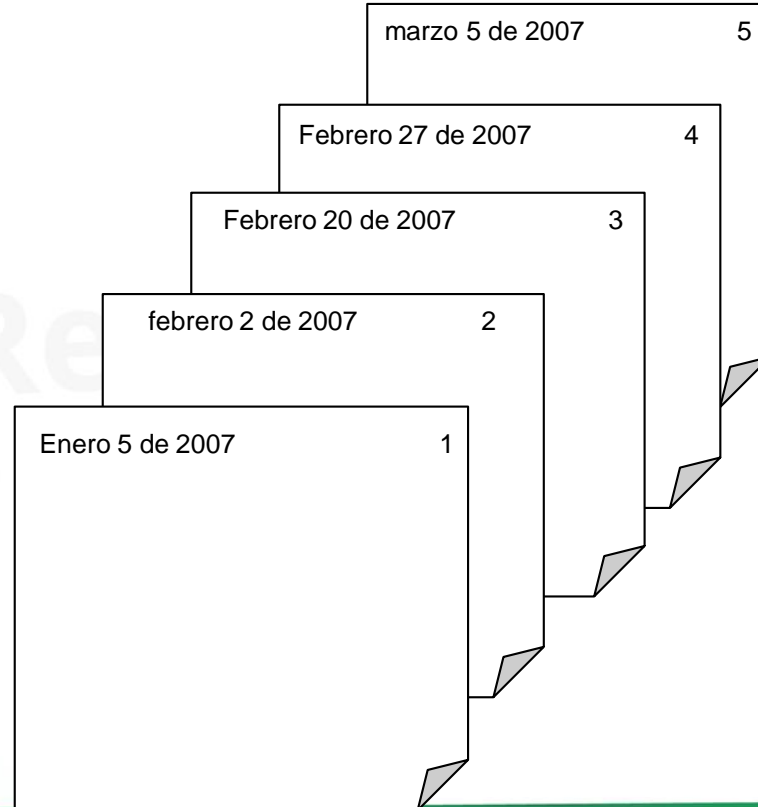 marzo 5 de 2007 5
Febrero 27 de 2007 4
Febrero 20 de 2007 3
febrero 2 de 2007 2
Enero 5 de 2007 1
Re